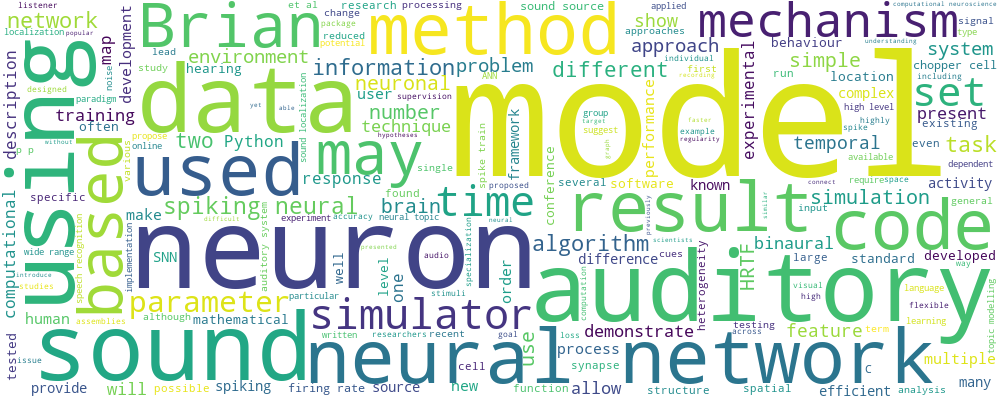 listener
et al
research
processing
sound source
applied
computational neuroscience
network
Brian
change
package
method
show
approaches
mechanism
type
signal
localization
popular
map
lead
environment
reduced
potential
approach
individual
behaviour
understanding
system
using
noise
study
hearing
information
problem
different
first
recording
simple
chopper cell
designed
development
data
neuronal
ANN
model
run
location
including
set
description
paradigm
yet
able
user
supervision
experimental
complex
training
number
group
target
performance
faster
high level
highly
present
often
hypotheses
technique
suggest
example
regularity
spike
existing
without
propose
two
Python
sound localization
framework
graph
temporal
even
task
p p
based
various
online
used
may
single
spike train
conference
several
software
known
available
dependent
specific
response
found
proposed
require
space
connect
activity
spiking neural
brain
time
result
simulation
general
computational
make
difficult
experiment
accuracy
neural topic
neural
previously
similar
input
code
wide range
implementation
neuron
auditory system
presented
audio
specialization
algorithm
scientists
binaural
introduce
speech recognition
SNN
well
order
difference
cues
HRTF
large
standard
developed
way
studies
level
stimuli
computation
auditory
heterogeneity
visual
language
human
assemblies
parameter
particular
one
high
flexible
tested
although
mathematical
simulator
use
demonstrate
testing
across
feature
term
learning
topic modelling
issue
sound
written
researchers
recent
goal
loss
process
neural network
C
multiple
cell
synapse
provide
will
possible
spiking
firing rate
source
new
function
allow
structure
spatial
efficient
analysis
many